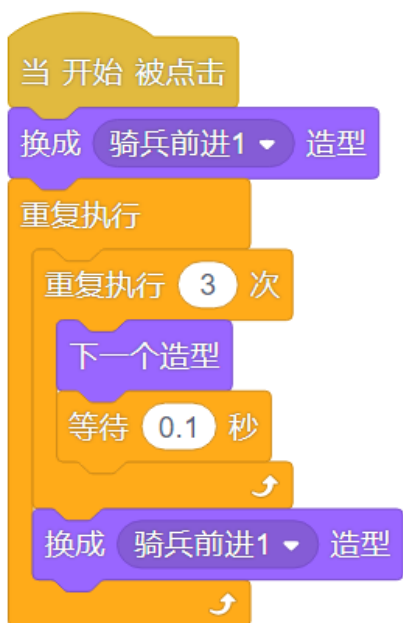 当 开始 被点击
换成 骑兵前进1 造型
重复执行
重复执行 3 次
下一个造型
等待 0.1 秒
换成 骑兵前进1 造型